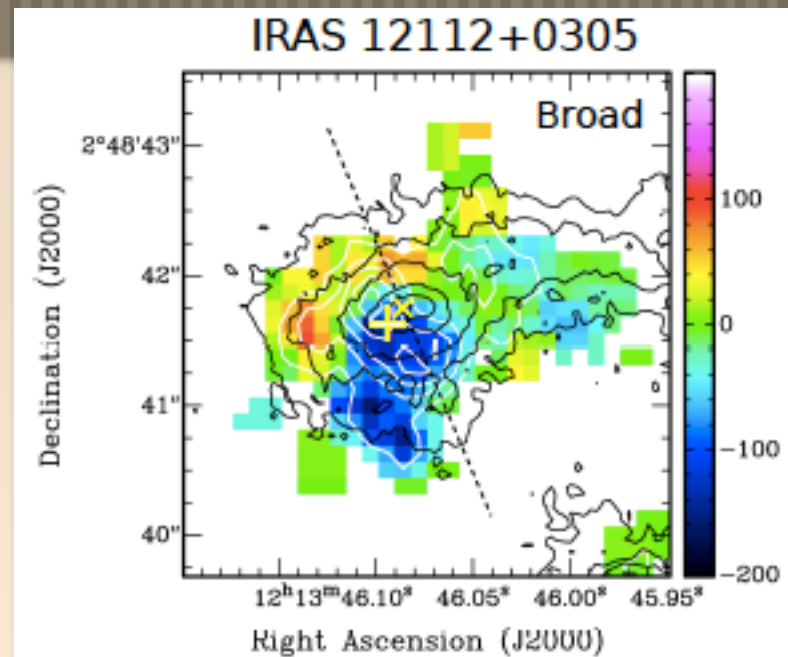 IRAS 12112+0305
Broad
2°48'43"
42"
41"
40"
Declination (J2000)
12ʰ13ᵐ46.10ˢ 46.05ˢ 46.00ˢ 45.95ˢ
Right Ascension (J2000)
100
0
−100
−200